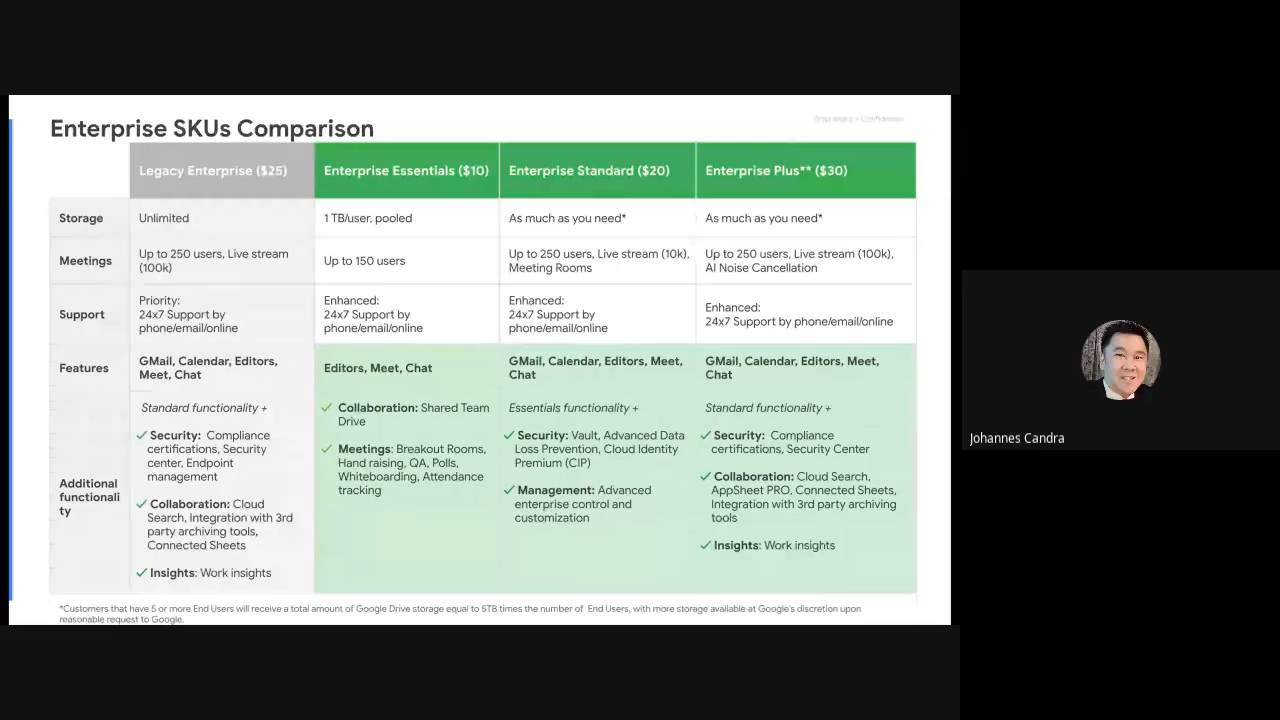 Enterprise SKUs Comparison
Proprietary + Confidential
Legacy Enterprise ($25)
Enterprise Essentials ($10)
Enterprise Standard ($20)
Enterprise Plus** ($30)
Storage
Unlimited
1 TB/user, pooled
As much as you need*
As much as you need*
Meetings
Up to 250 users, Live stream
(100k)
Up to 150 users
Up to 250 users, Live stream (10k),
Meeting Rooms
Up to 250 users, Live stream (100k),
AI Noise Cancellation
Support
Priority:
24x7 Support by
phone/email/online
Enhanced:
24x7 Support by
phone/email/online
Enhanced:
24x7 Support by
phone/email/online
Enhanced:
24x7 Support by phone/email/online
Features
GMail, Calendar, Editors,
Meet, Chat
Editors, Meet, Chat
GMail, Calendar, Editors, Meet,
Chat
GMail, Calendar, Editors, Meet,
Chat
Additional
functionali
ty
Standard functionality +
✓ Security: Compliance
certifications, Security
center, Endpoint
management
✓ Collaboration: Cloud
Search, Integration with 3rd
party archiving tools,
Connected Sheets
✓ Insights: Work insights
✓ Collaboration: Shared Team
Drive
✓ Meetings: Breakout Rooms,
Hand raising, QA, Polls,
Whiteboarding, Attendance
tracking
Essentials functionality +
✓ Security: Vault, Advanced Data
Loss Prevention, Cloud Identity
Premium (CIP)
✓ Management: Advanced
enterprise control and
customization
Standard functionality +
✓ Security: Compliance
certifications, Security Center
✓ Collaboration: Cloud Search,
AppSheet PRO, Connected Sheets,
Integration with 3rd party archiving
tools
✓ Insights: Work insights
*Customers that have 5 or more End Users will receive a total amount of Google Drive storage equal to 5TB times the number of End Users, with more storage available at Google's discretion upon
reasonable request to Google.
Johannes Candra